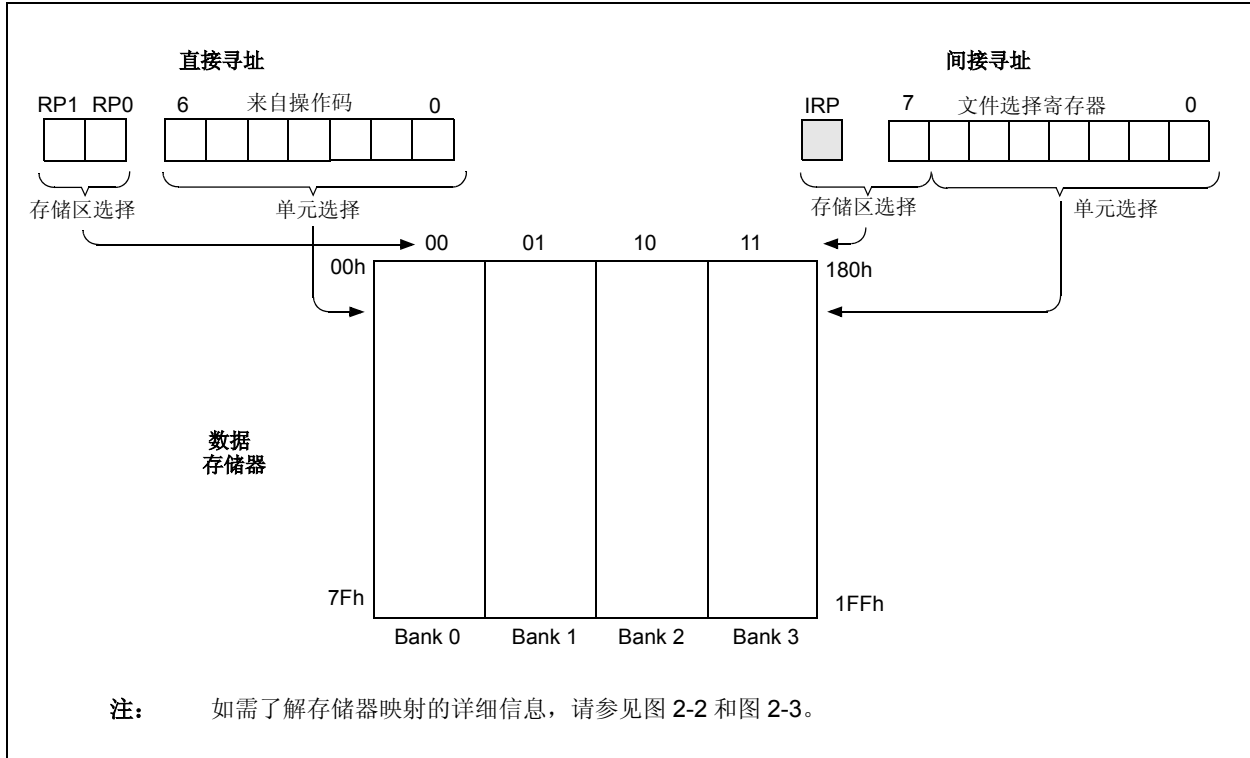 直接寻址
间接寻址
RP1 RP0 6 来自操作码 0
IRP 7 文件选择寄存器 0
存储区选择 单元选择
存储区选择 单元选择
00 01 10 11
00h 180h
数据
存储器
7Fh 1FFh
Bank 0 Bank 1 Bank 2 Bank 3
注: 如需了解存储器映射的详细信息，请参见图 2-2 和图 2-3。